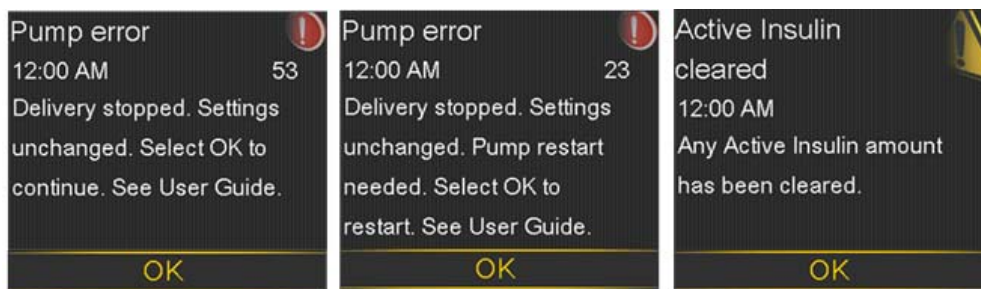 Pump error
12:00 AM 53
Delivery stopped. Settings
unchanged. Select OK to
continue. See User Guide.
OK
Pump error
12:00 AM 23
Delivery stopped. Settings
unchanged. Pump restart
needed. Select OK to
restart. See User Guide.
OK
Active Insulin
cleared
12:00 AM
Any Active Insulin amount
has been cleared.
OK